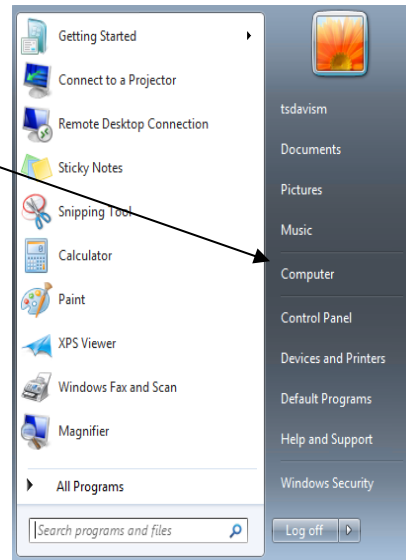 Getting Started
Connect to a Projector
Remote Desktop Connection
Sticky Notes
Snipping Tool
Calculator
Paint
XPS Viewer
Windows Fax and Scan
Magnifier
All Programs
Search programs and files
tsdavism
Documents
Pictures
Music
Computer
Control Panel
Devices and Printers
Default Programs
Help and Support
Windows Security
Log off